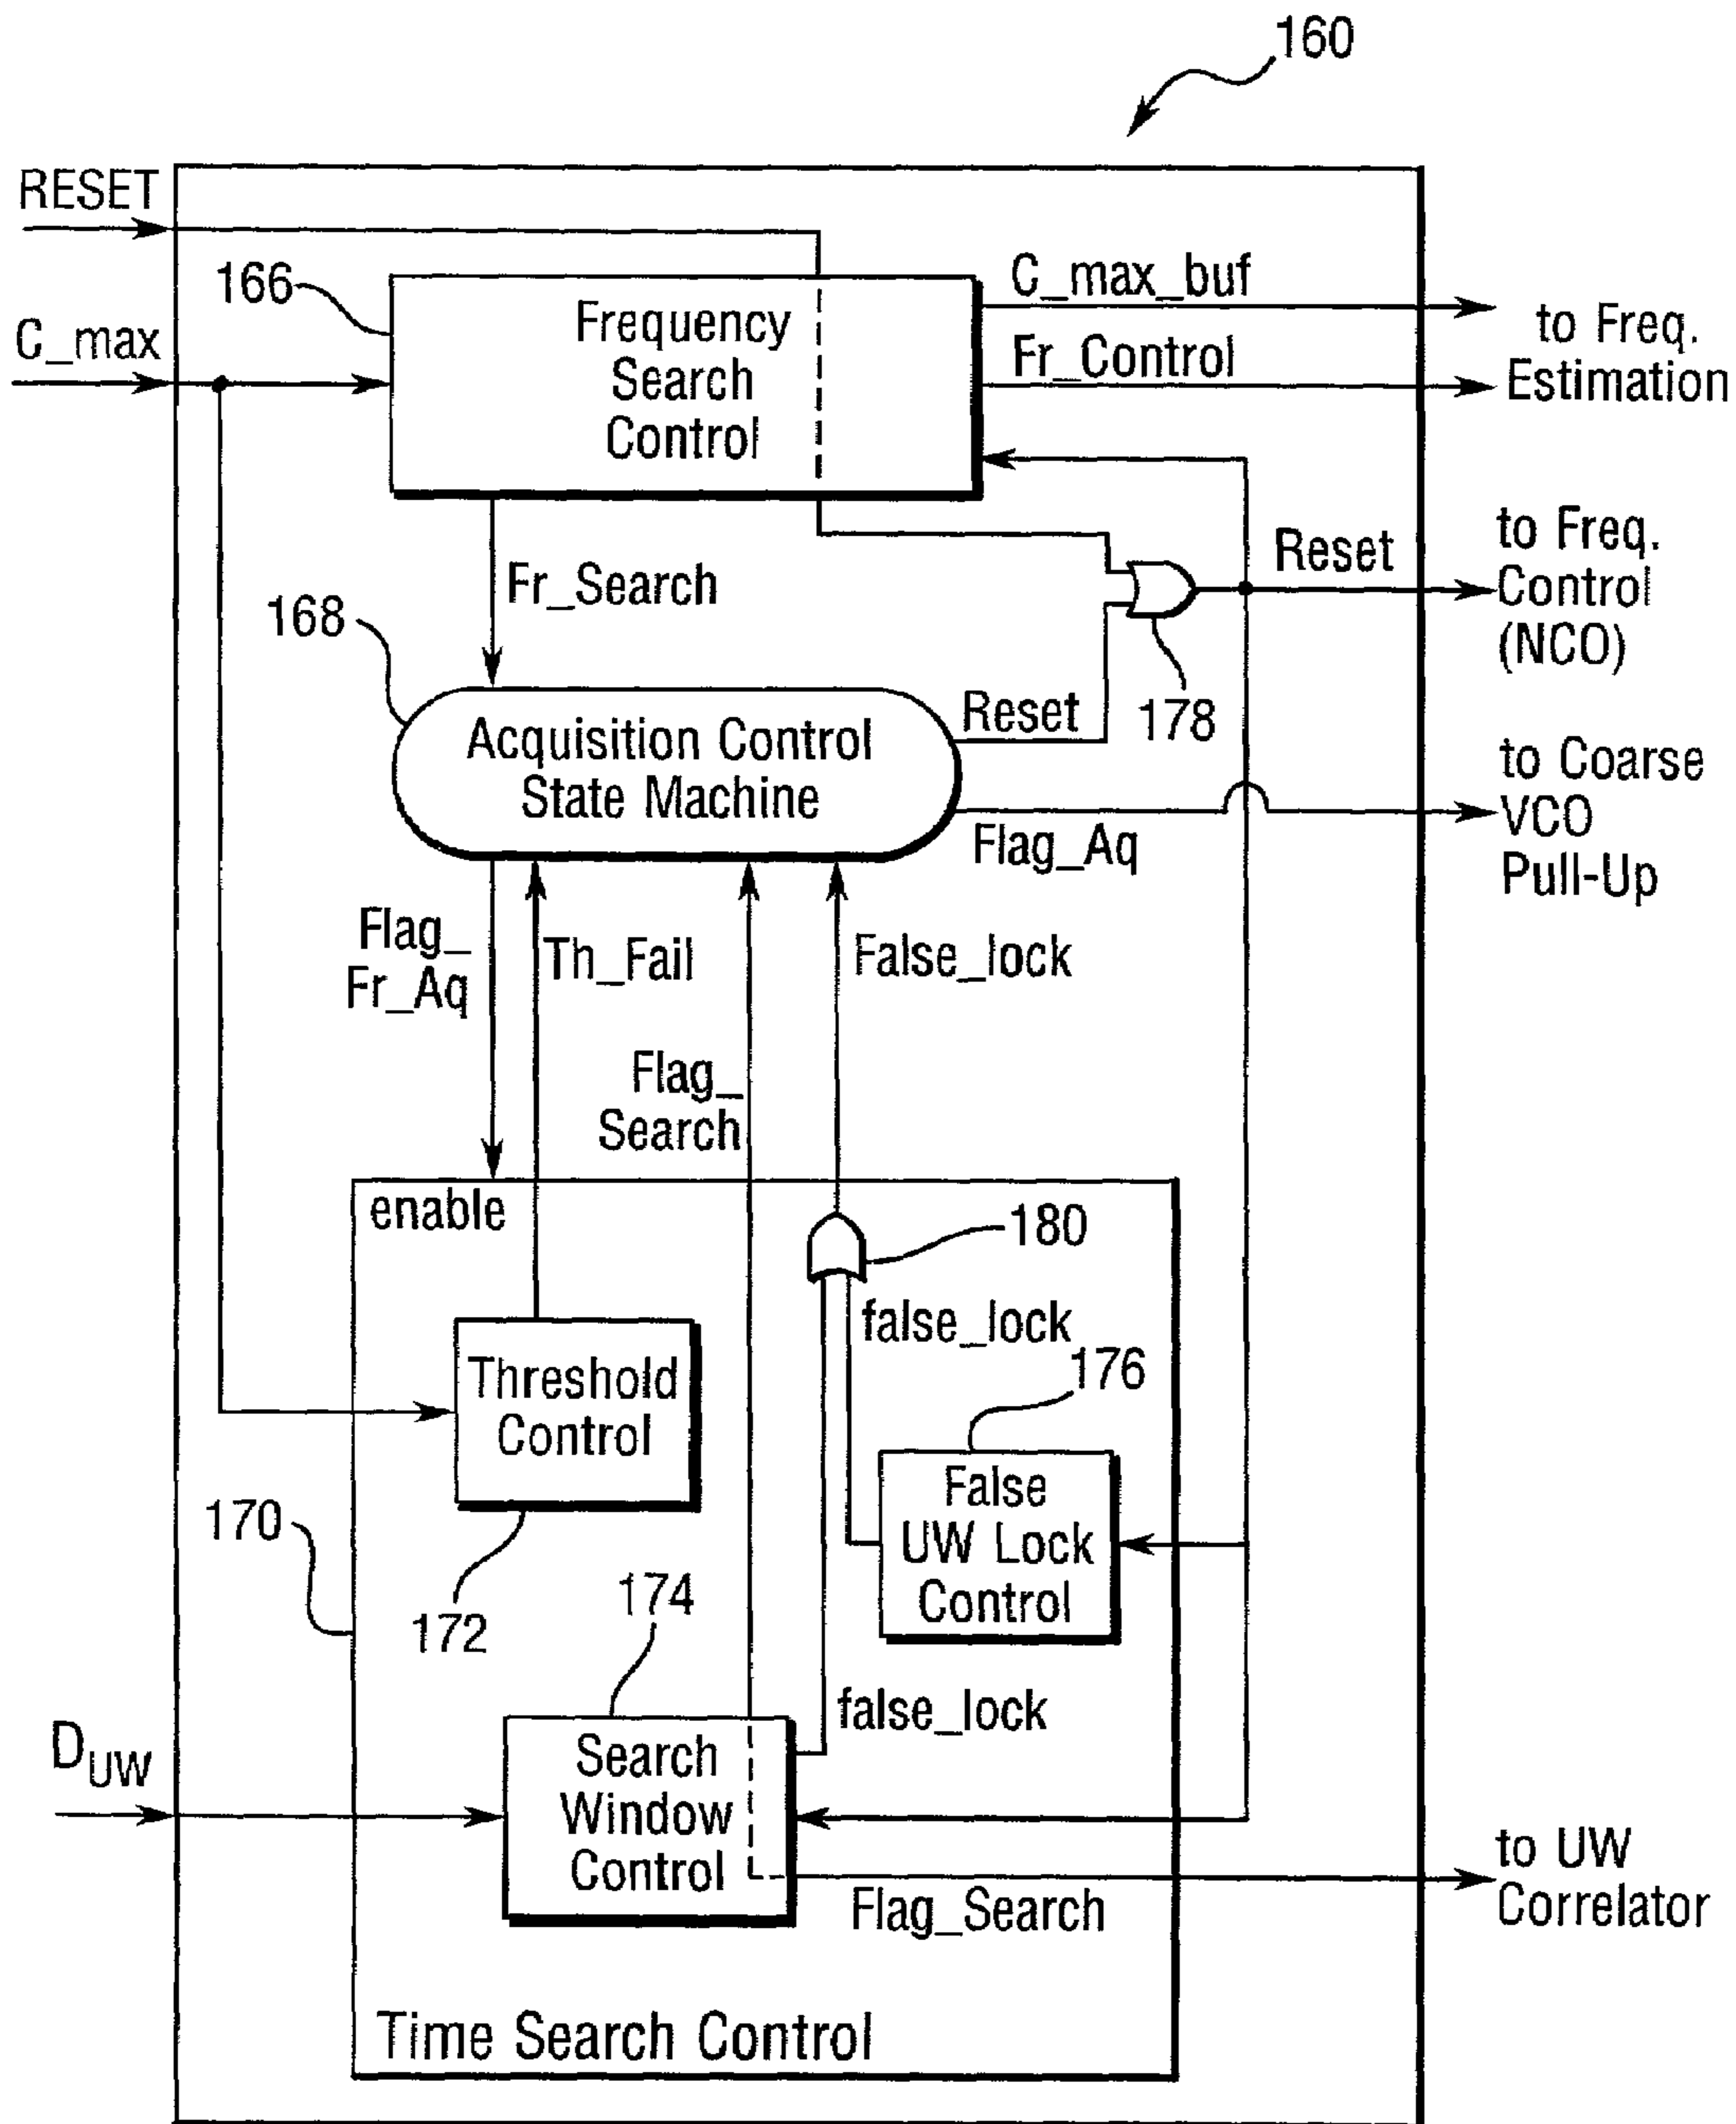 160
RESET
166
C_max
Frequency
Search
Control
C_max_buf
Fr_Control
to Freq.
Estimation
Fr_Search
Reset
to Freq.
Control
(NCO)
168
Acquisition Control
State Machine
Reset
178
Flag_Aq
to Coarse
VCO
Pull-Up
Flag_
Fr_Aq
Th_Fail
False_lock
Flag_
Search
enable
180
false_lock
176
Threshold
Control
False
UW Lock
Control
170
172
174
false_lock
DUW
Search
Window
Control
Flag_Search
to UW
Correlator
Time Search Control